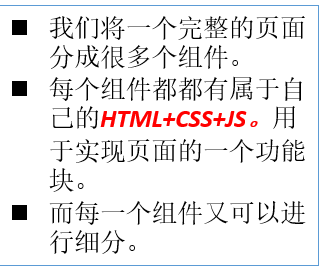 ■ 我们将一个完整的页面
分成很多个组件。
■ 每个组件都都有属于自
己的HTML+CSS+JS。用
于实现页面的一个功能
块。
■ 而每一个组件又可以进
行细分。